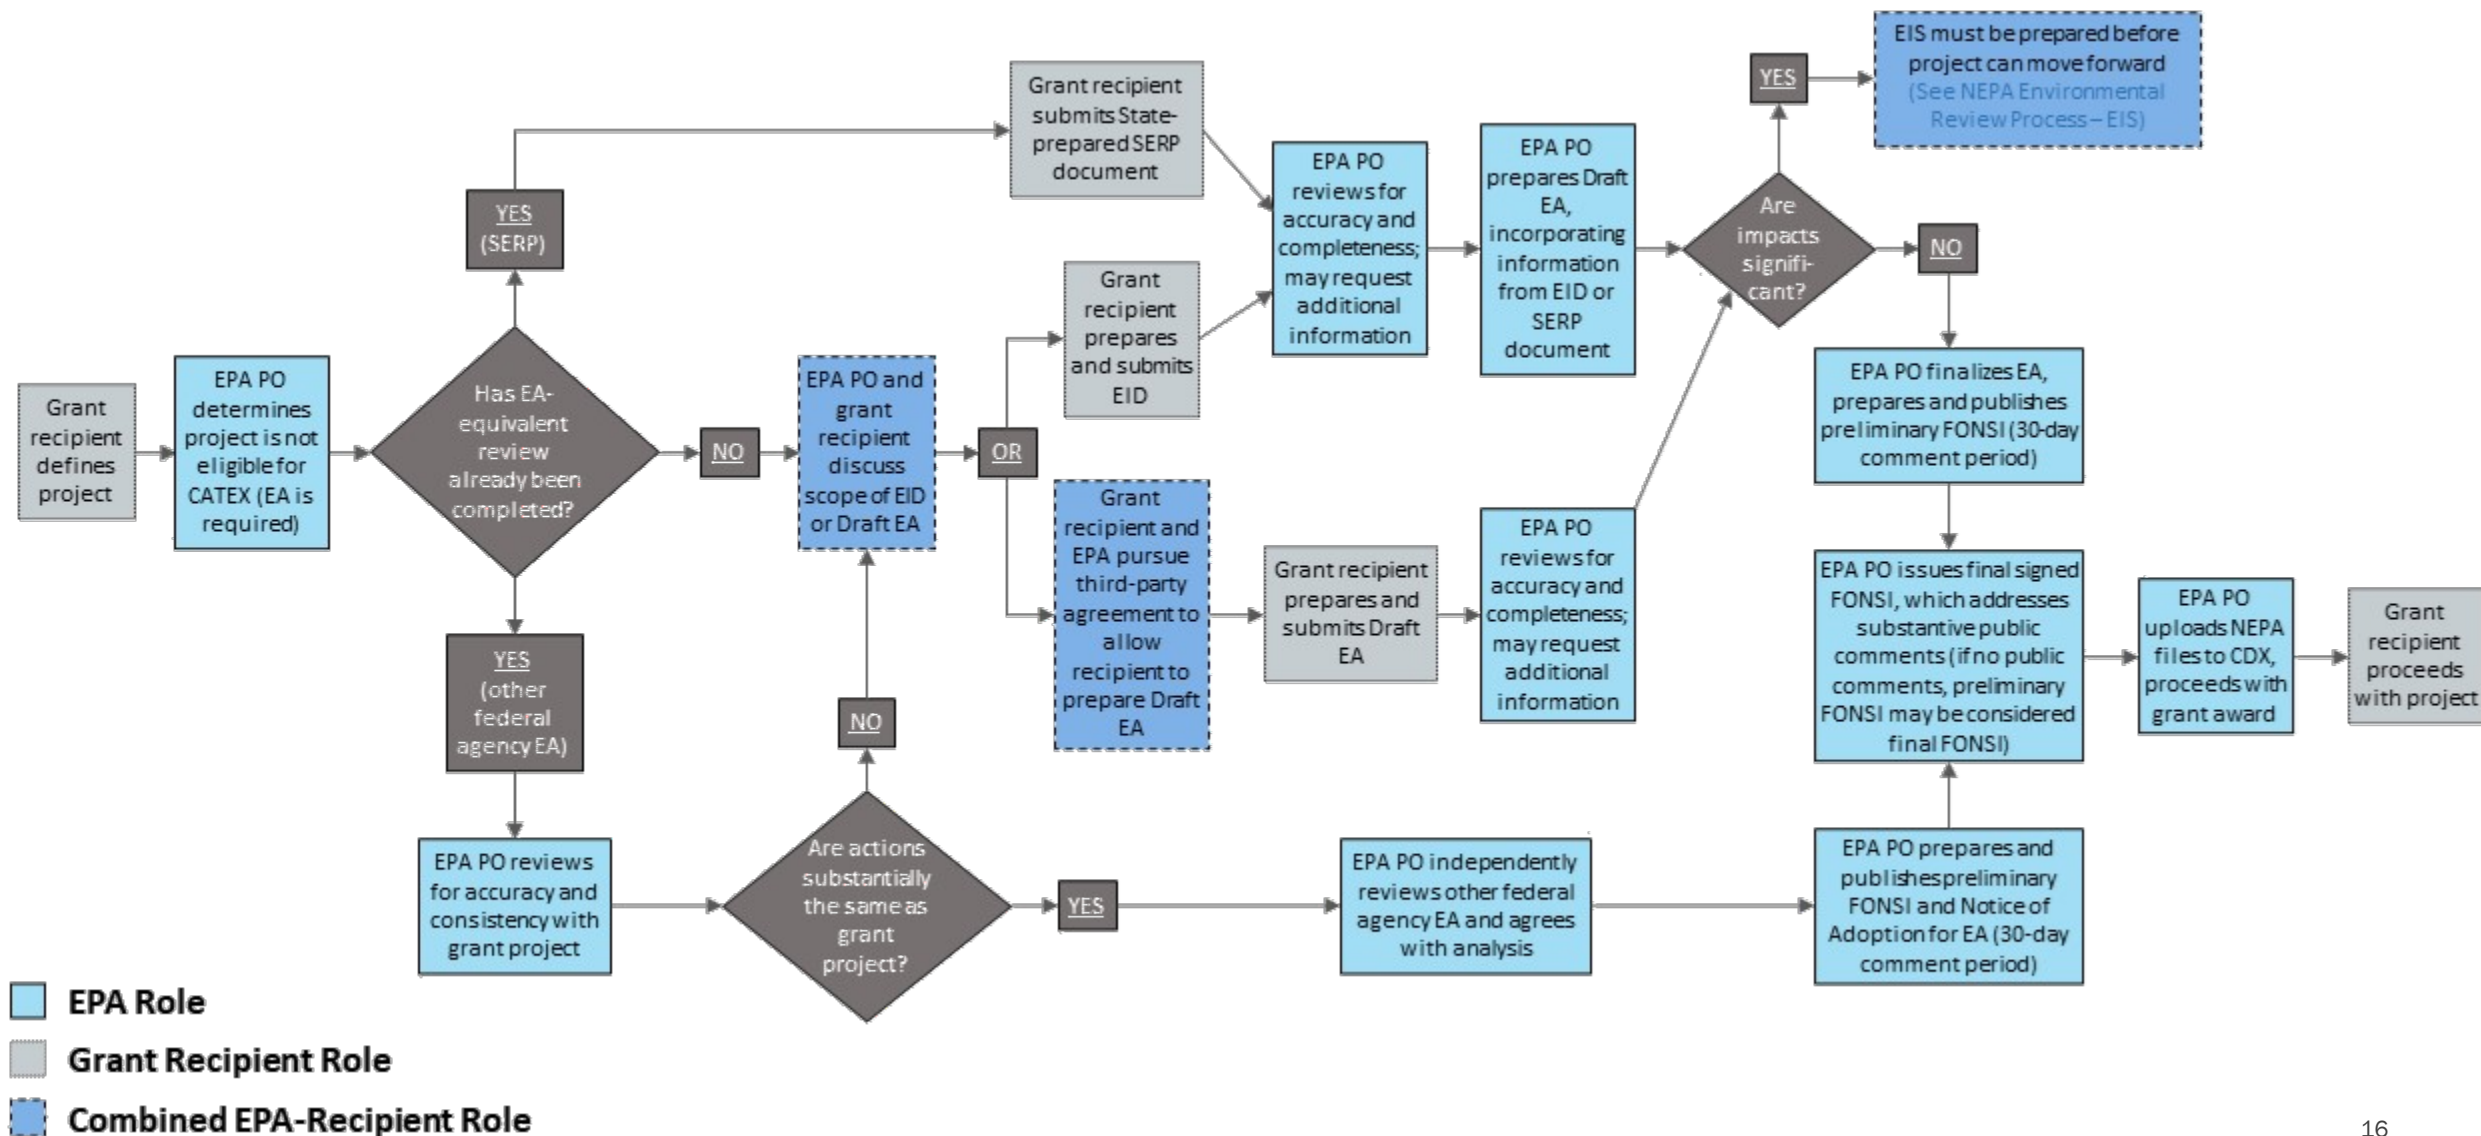 Grant
recipient
defines
project
EPA PO
determines
project is not
eligible for
CATEX (EA is
required)
Has EA-
equivalent
review
already been
completed?
YES
(SERP)
Grant recipient
submits State-
prepared SERP
document
NO
EPA PO and
grant
recipient
discuss
scope of EID
or Draft EA
OR
Grant
recipient
prepares
and submits
EID
EPA PO
reviews for
accuracy and
completeness;
may request
additional
information
EPA PO
prepares Draft
EA,
incorporating
information
from EID or
SERP
document
Are
impacts
signifi-
cant?
YES
EIS must be prepared before
project can move forward
(See NEPA Environmental
Review Process – EIS)
NO
EPA PO finalizes EA,
prepares and publishes
preliminary FONSI (30-day
comment period)
Grant
recipient and
EPA pursue
third-party
agreement to
allow
recipient to
prepare Draft
EA
Grant recipient
prepares and
submits Draft
EA
EPA PO
reviews for
accuracy and
completeness;
may request
additional
information
EPA PO issues final signed
FONSI, which addresses
substantive public
comments (if no public
comments, preliminary
FONSI may be considered
final FONSI)
EPA PO
uploads NEPA
files to CDX,
proceeds with
grant award
Grant
recipient
proceeds
with project
YES
(other
federal
agency EA)
EPA PO reviews
for accuracy and
consistency with
grant project
Are actions
substantially
the same as
grant
project?
NO
YES
EPA PO independently
reviews other federal
agency EA and agrees
with analysis
EPA PO prepares and
publishes preliminary
FONSI and Notice of
Adoption for EA (30-day
comment period)
EPA Role
Grant Recipient Role
Combined EPA-Recipient Role
16